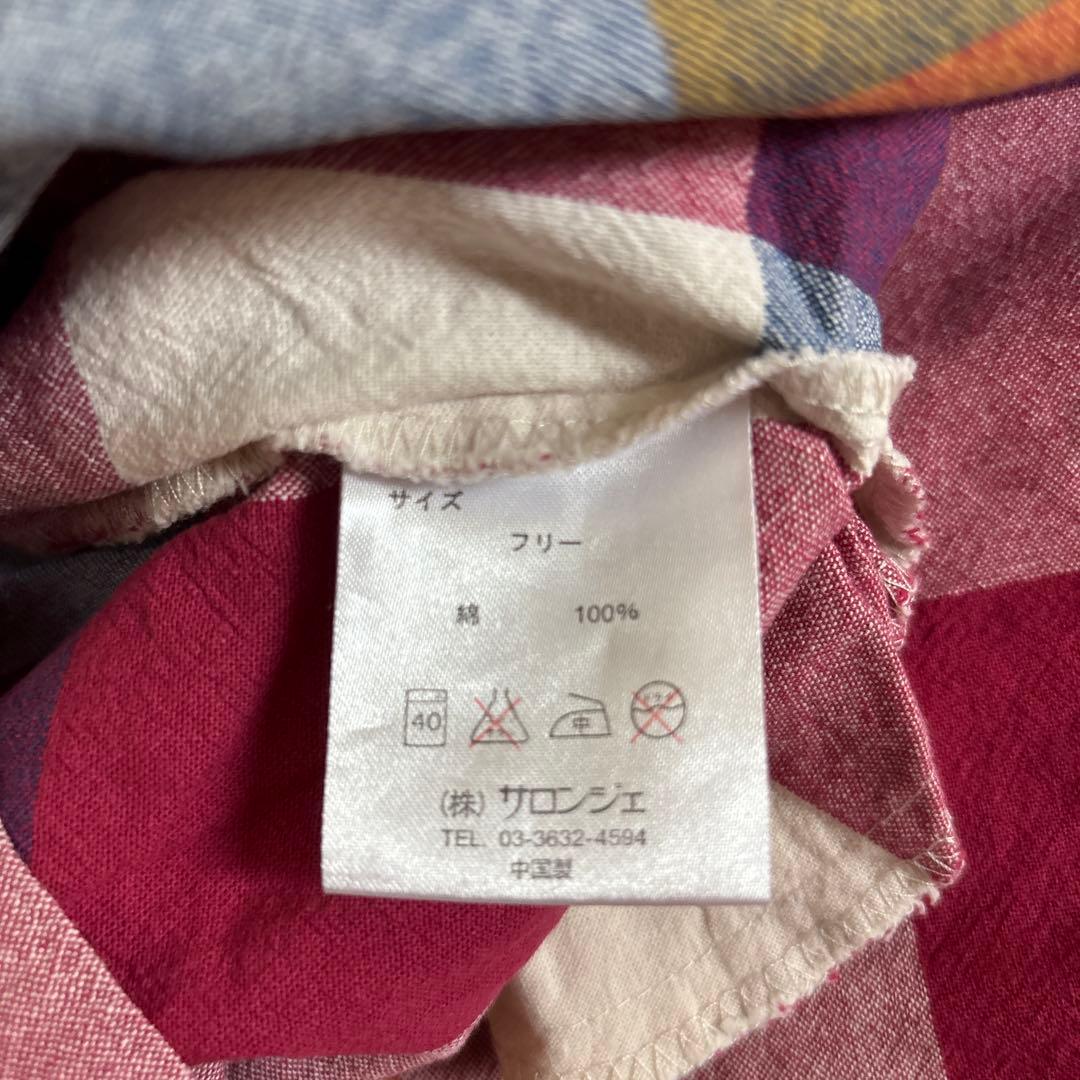 サイズ
フリー
綿 100%
40 中
(株) サロンジェ
TEL. 03-3632-4594
中国製